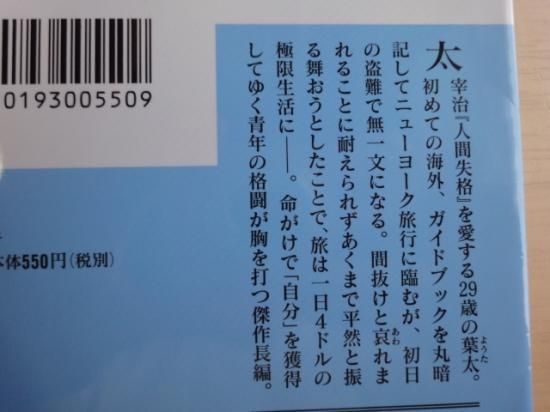 太宰治『人間失格』を愛する29歳の葉太。
ようた
初めての海外、ガイドブックを丸暗
記してニューヨーク旅行に臨むが、初日
の盗難で無一文になる。間抜けと哀れま
あわ
れることに耐えられずあくまで平然と振
る舞おうとしたことで、旅は一日4ドルの
極限生活に――。命がけで「自分」を獲得
してゆく青年の格闘が胸を打つ傑作長編。
0193005509
本体550円(税別)